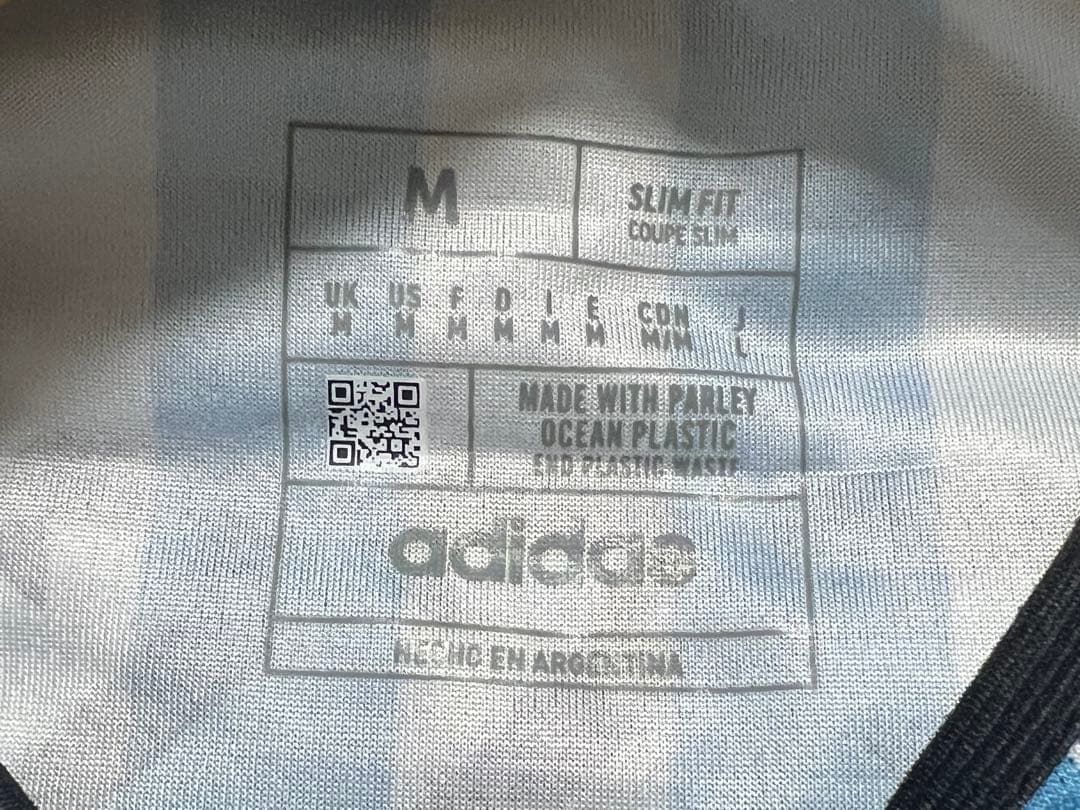 M
SLIM FIT
COUPE SLIM
UK US F D I E CDN J
M M M M M M M/M L
MADE WITH PARLEY
OCEAN PLASTIC
END PLASTIC WASTE
adidas
HECHO EN ARGENTINA